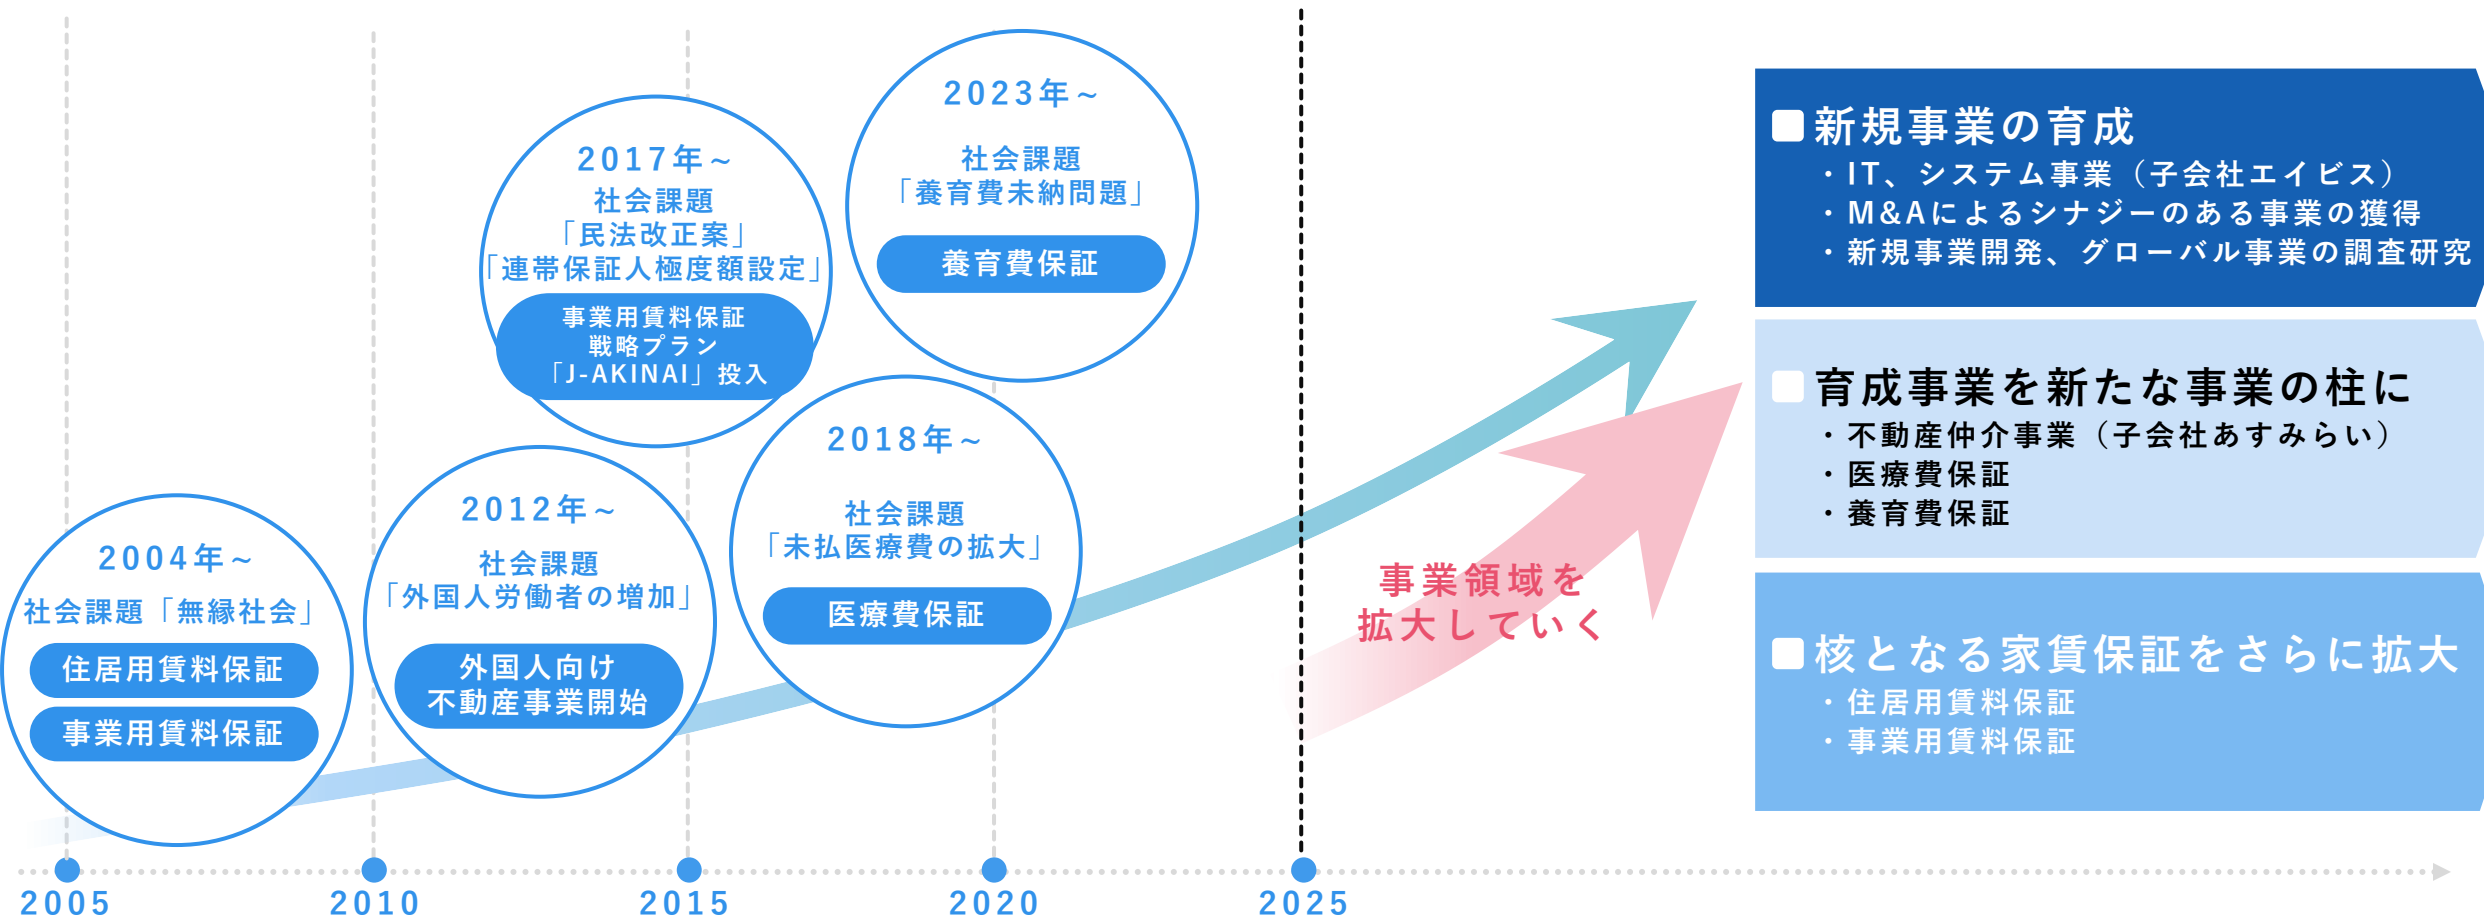 2004年~
社会課題「無縁社会」
住居用賃料保証
事業用賃料保証
2012年~
社会課題
「外国人労働者の増加」
外国人向け
不動産事業開始
2017年~
社会課題
「民法改正案」
「連帯保証人極度額設定」
事業用賃料保証
戦略プラン
「J-AKINAI」投入
2018年~
社会課題
「未払医療費の拡大」
医療費保証
2023年~
社会課題
「養育費未納問題」
養育費保証
事業領域を
拡大していく
■新規事業の育成
・IT、システム事業（子会社エイビス）
・M&Aによるシナジーのある事業の獲得
・新規事業開発、グローバル事業の調査研究
■育成事業を新たな事業の柱に
・不動産仲介事業（子会社あすみらい）
・医療費保証
・養育費保証
■核となる家賃保証をさらに拡大
・住居用賃料保証
・事業用賃料保証
2005
2010
2015
2020
2025